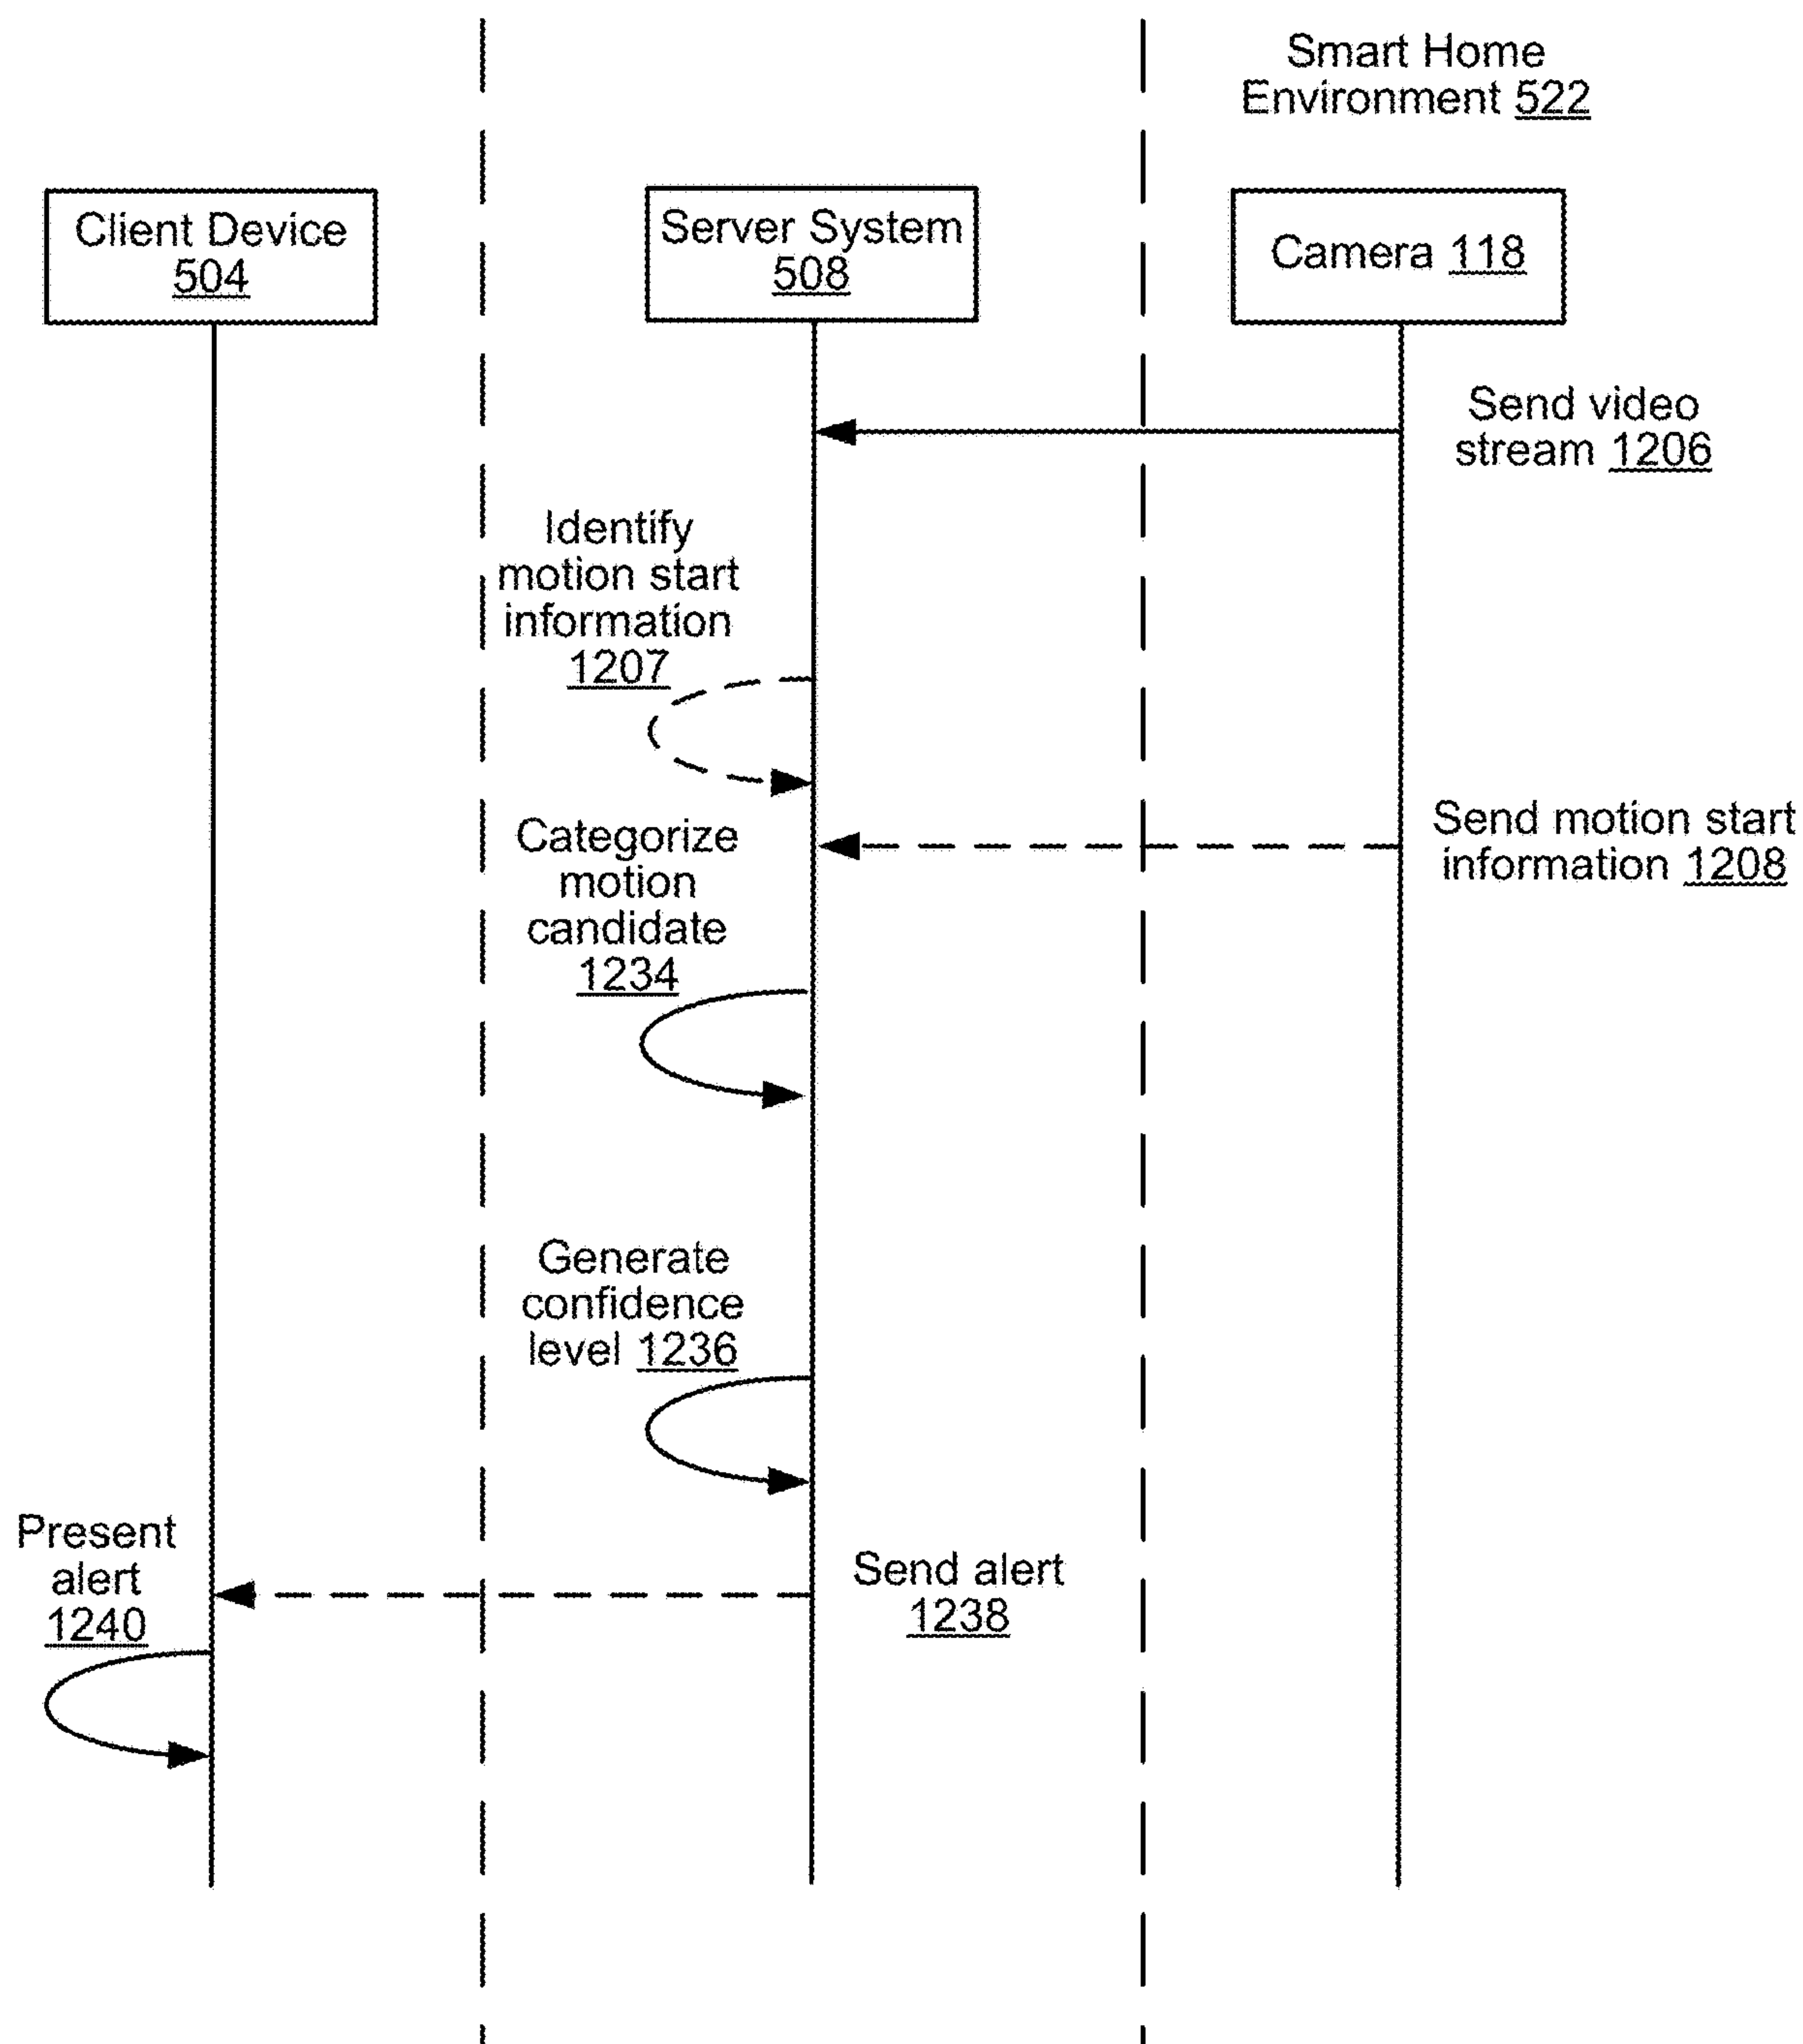 Smart Home
Environment 522
Client Device
504
Server System
508
Camera 118
Send video
stream 1206
Identify
motion start
information
1207
Send motion start
information 1208
Categorize
motion
candidate
1234
Generate
confidence
level 1236
Present
alert
1240
Send alert
1238